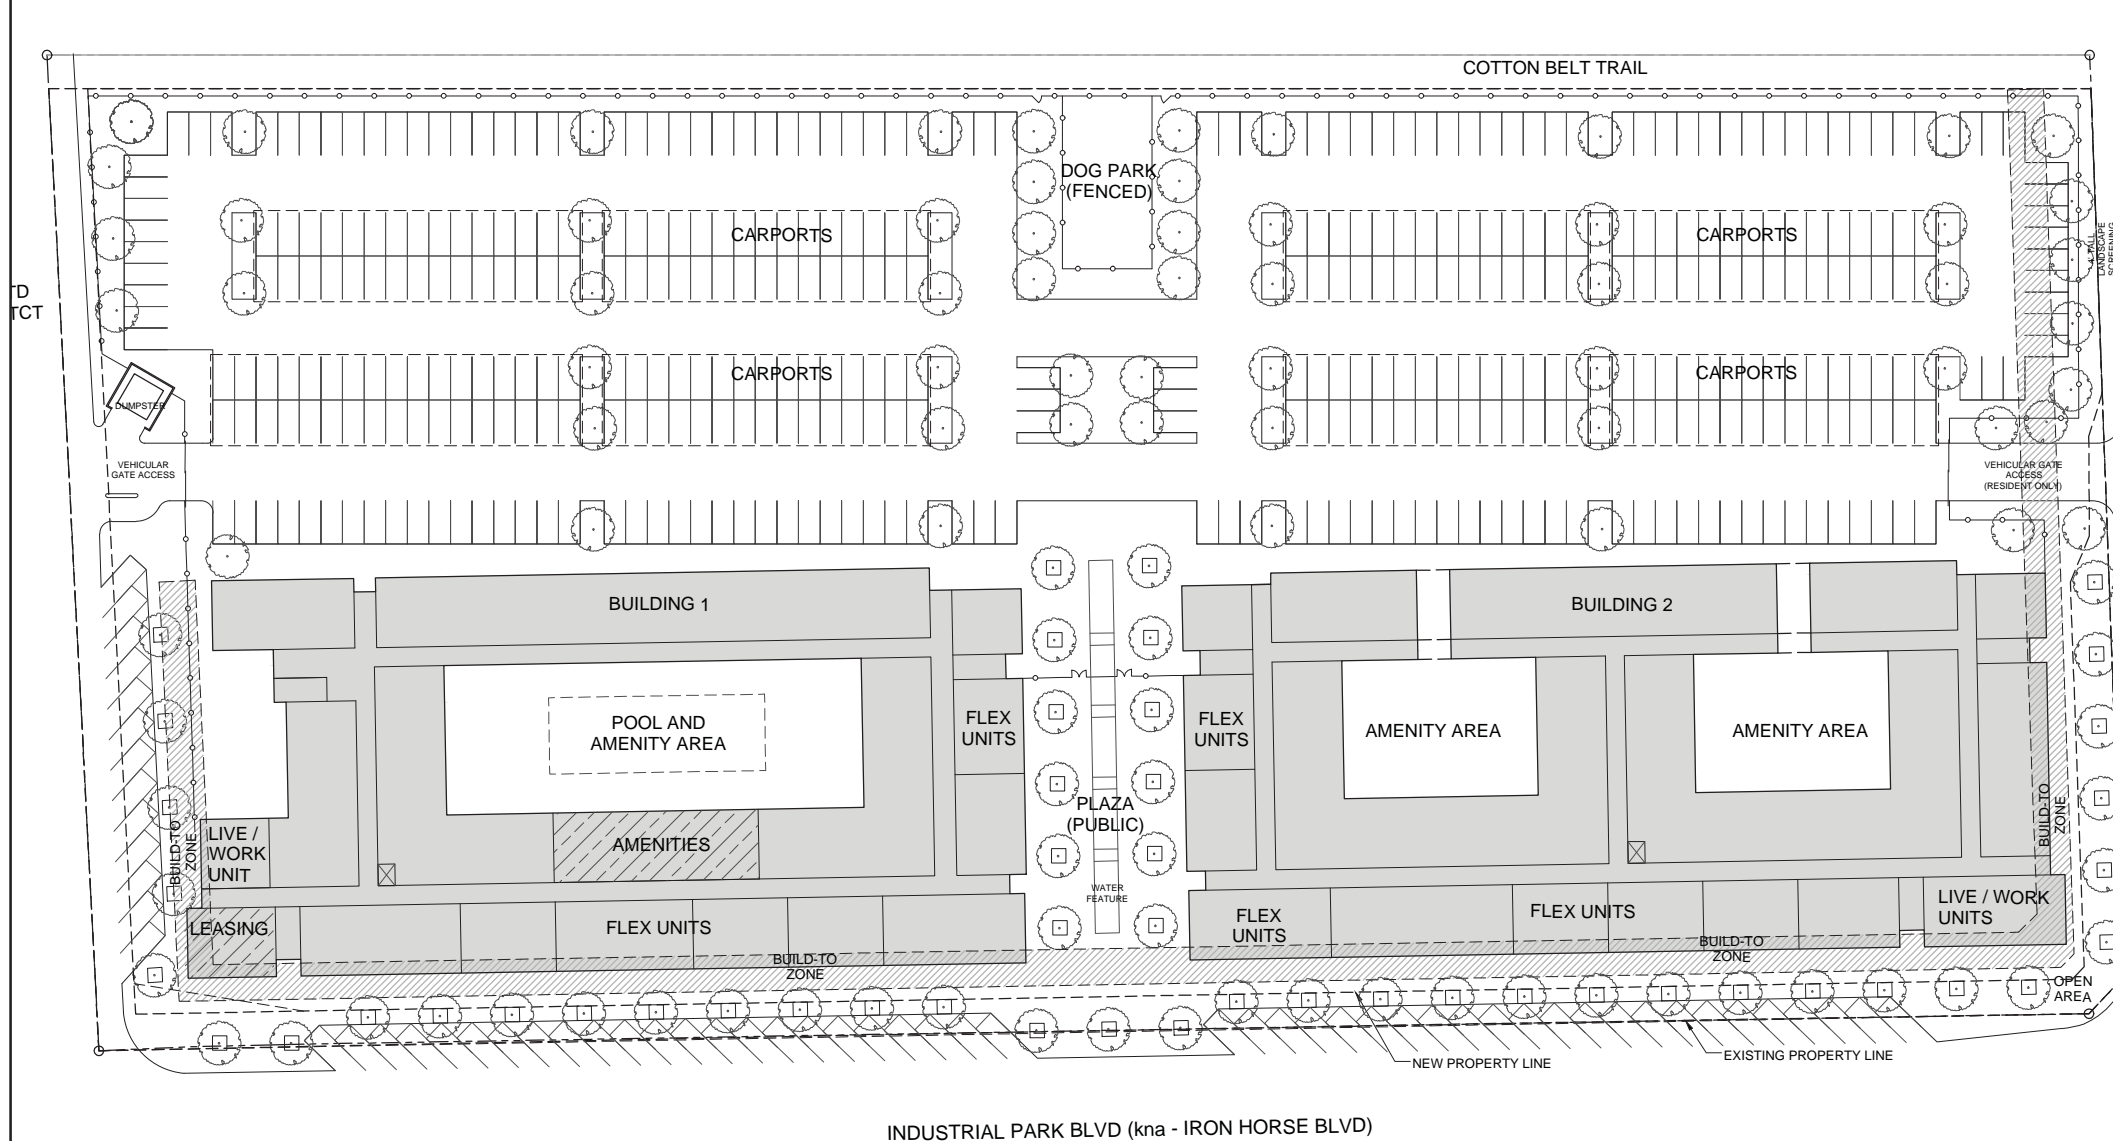 COTTON BELT TRAIL
DOG PARK
(FENCED)
CARPORTS
CARPORTS
4' TALL
LANDSCAPE
SCREENING
TD
TCT
CARPORTS
CARPORTS
DUMPSTER
VEHICULAR
GATE ACCESS
VEHICULAR GATE
ACCESS
(RESIDENT ONLY)
BUILDING 1
BUILDING 2
POOL AND
AMENITY AREA
FLEX
UNITS
FLEX
UNITS
AMENITY AREA
AMENITY AREA
PLAZA
(PUBLIC)
BUILD-TO
ZONE
LIVE /
WORK
UNIT
AMENITIES
BUILD-TO
ZONE
WATER
FEATURE
LEASING
FLEX UNITS
FLEX
UNITS
FLEX UNITS
LIVE / WORK
UNITS
BUILD-TO
ZONE
BUILD-TO
ZONE
OPEN
AREA
NEW PROPERTY LINE
EXISTING PROPERTY LINE
INDUSTRIAL PARK BLVD (kna - IRON HORSE BLVD)